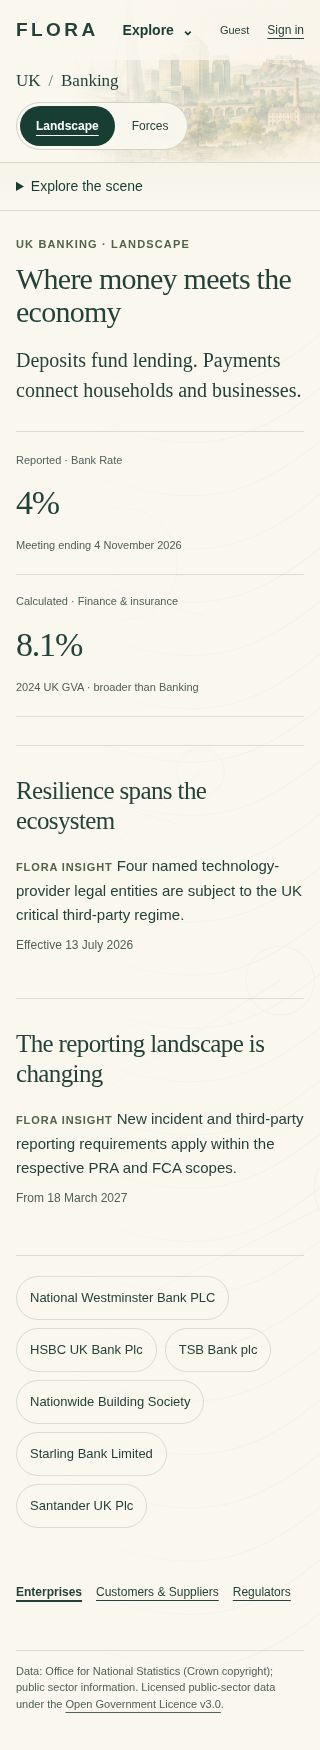 FLORA Explore Guest Sign in
UK / Banking
Landscape Forces
Explore the scene
UK BANKING · LANDSCAPE
Where money meets the
economy
Deposits fund lending. Payments
connect households and businesses.
Reported · Bank Rate
4%
Meeting ending 4 November 2026
Calculated · Finance & insurance
8.1%
2024 UK GVA · broader than Banking
Resilience spans the
ecosystem
FLORA INSIGHT Four named technology-
provider legal entities are subject to the UK
critical third-party regime.
Effective 13 July 2026
The reporting landscape is
changing
FLORA INSIGHT New incident and third-party
reporting requirements apply within the
respective PRA and FCA scopes.
From 18 March 2027
National Westminster Bank PLC
HSBC UK Bank Plc TSB Bank plc
Nationwide Building Society
Starling Bank Limited
Santander UK Plc
Enterprises Customers & Suppliers Regulators
Data: Office for National Statistics (Crown copyright);
public sector information. Licensed public-sector data
under the Open Government Licence v3.0.